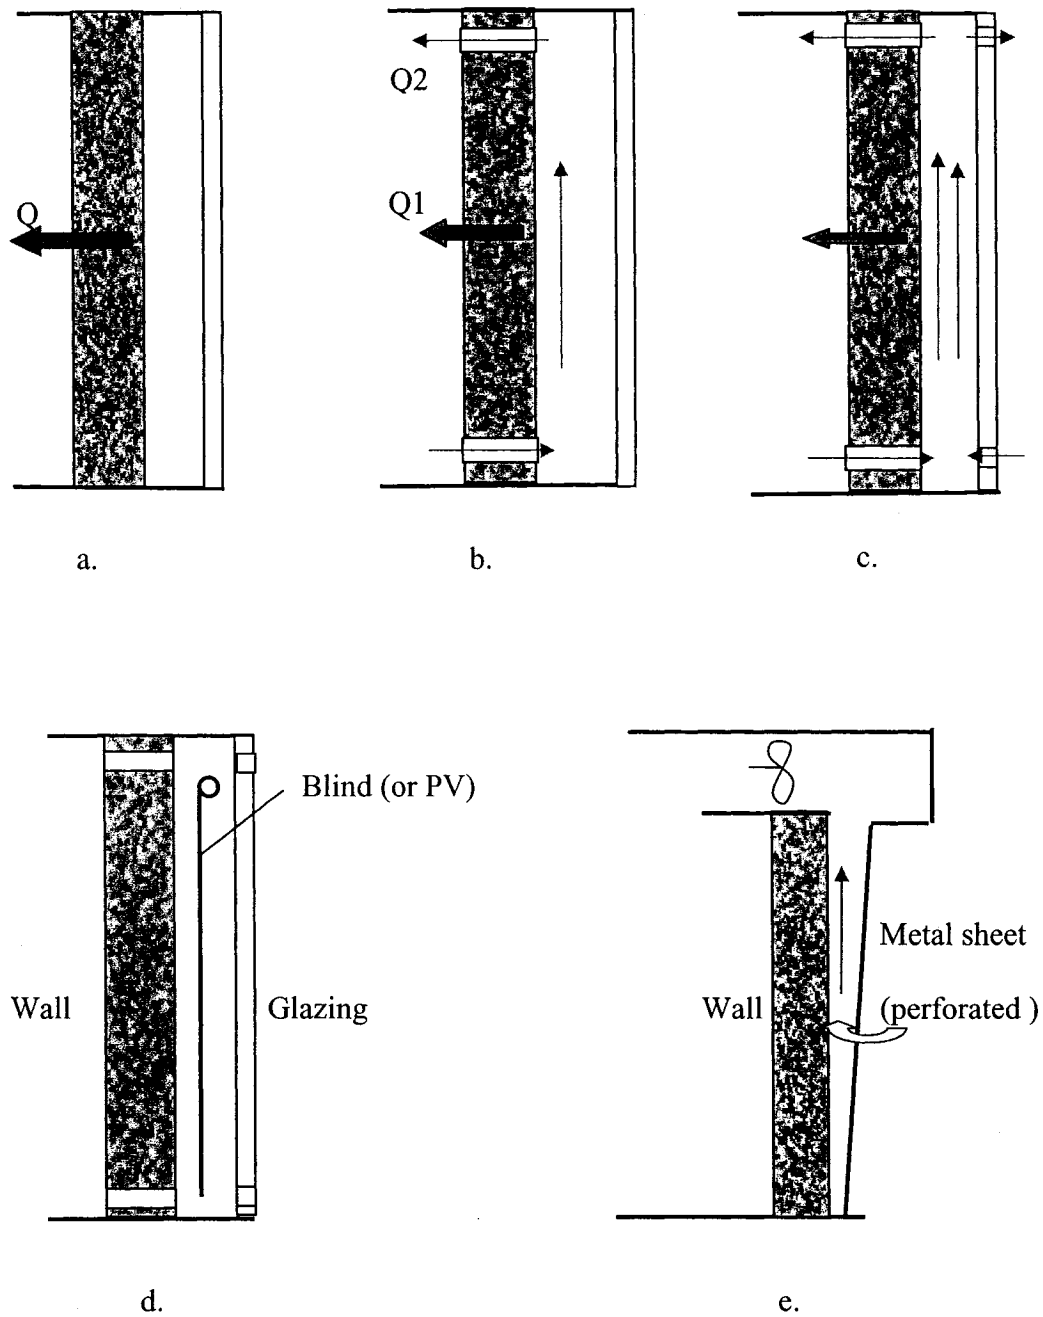 Q
Q2
Q1
a.
b.
c.
Blind (or PV)
Wall
Glazing
Metal sheet
Wall
(perforated )
d.
e.